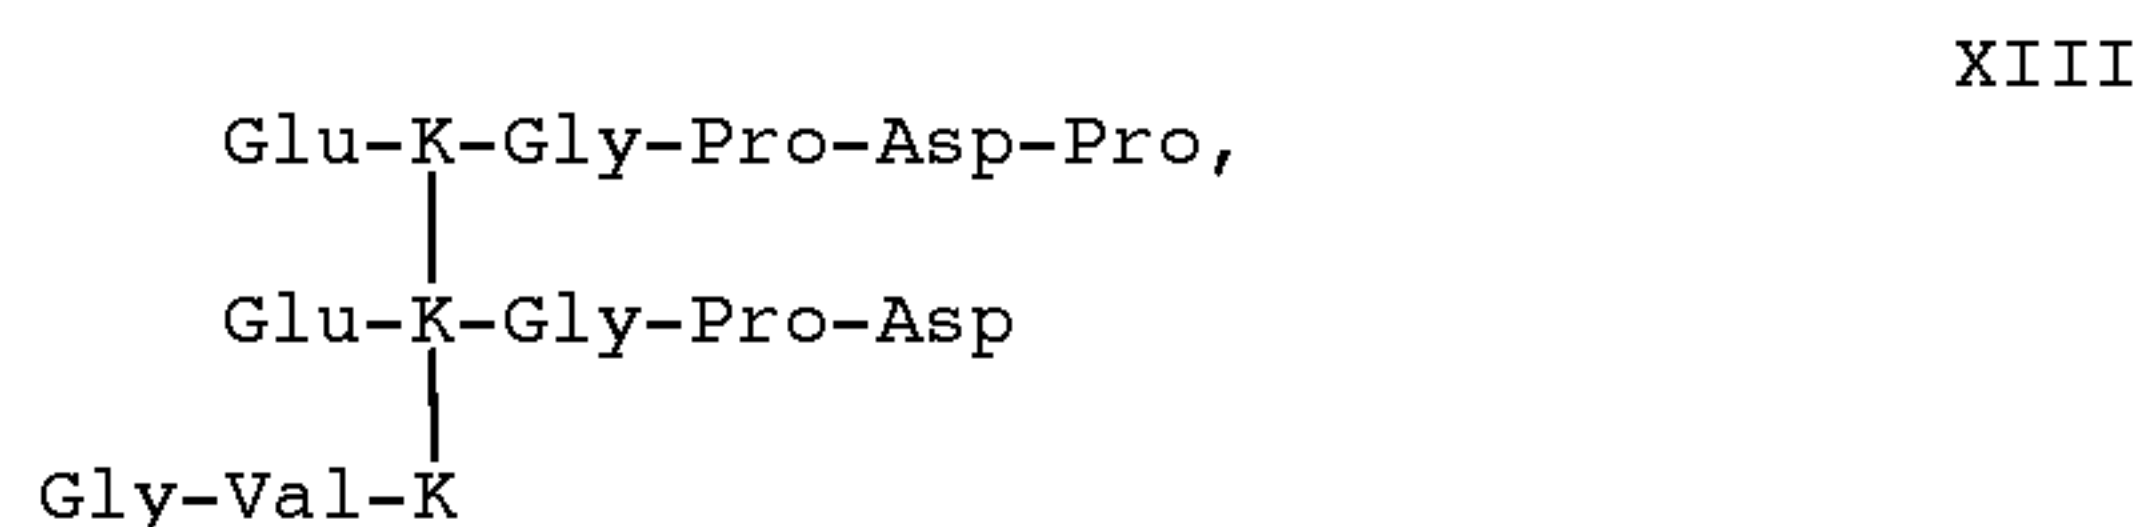 XIII
Glu-K-Gly-Pro-Asp-Pro,
Glu-K-Gly-Pro-Asp
Gly-Val-K